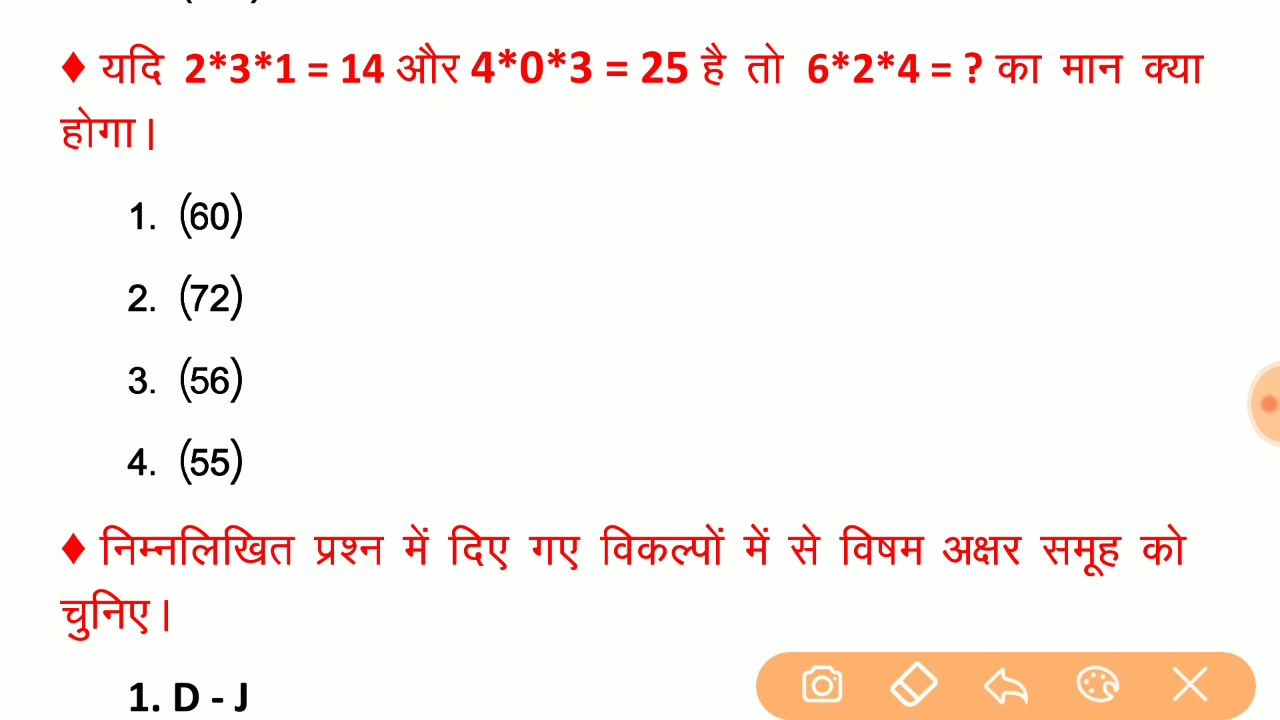 ♦ यदि 2*3*1 = 14 और 4*0*3 = 25 है तो 6*2*4 = ? का मान क्या
होगा।
1. (60)
2. (72)
3. (56)
4. (55)
♦ निम्नलिखित प्रश्न में दिए गए विकल्पों में से विषम अक्षर समूह को
चुनिए।
1. D - J